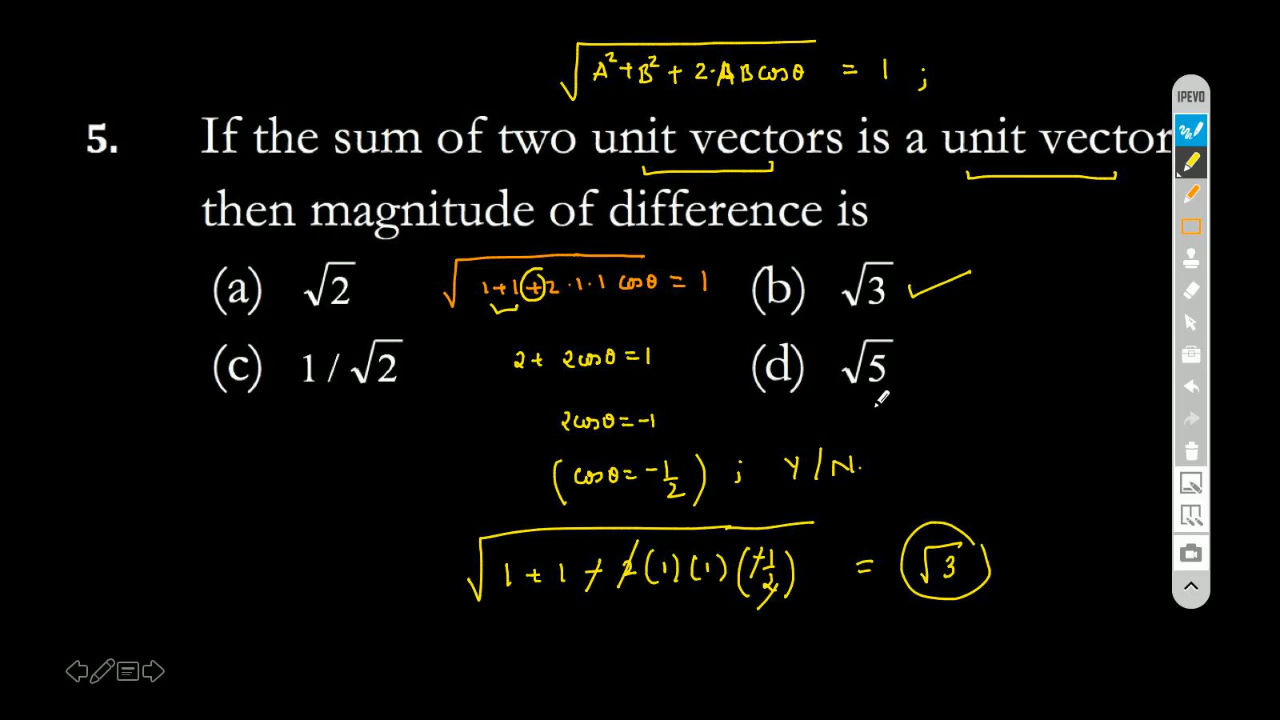 √(A² + B² + 2·AB cosθ) = 1 ;
IPEVO
5. If the sum of two unit vectors is a unit vector
then magnitude of difference is
(a) √2
√(1+1+2·1·1 cosθ) = 1
(b) √3 ✓
(c) 1 / √2
2 + 2cosθ = 1
(d) √5
2cosθ = -1
(cosθ = -1/2) ; Y/N.
√(1 + 1 - 2(1)(1)(-1/2)) = √3